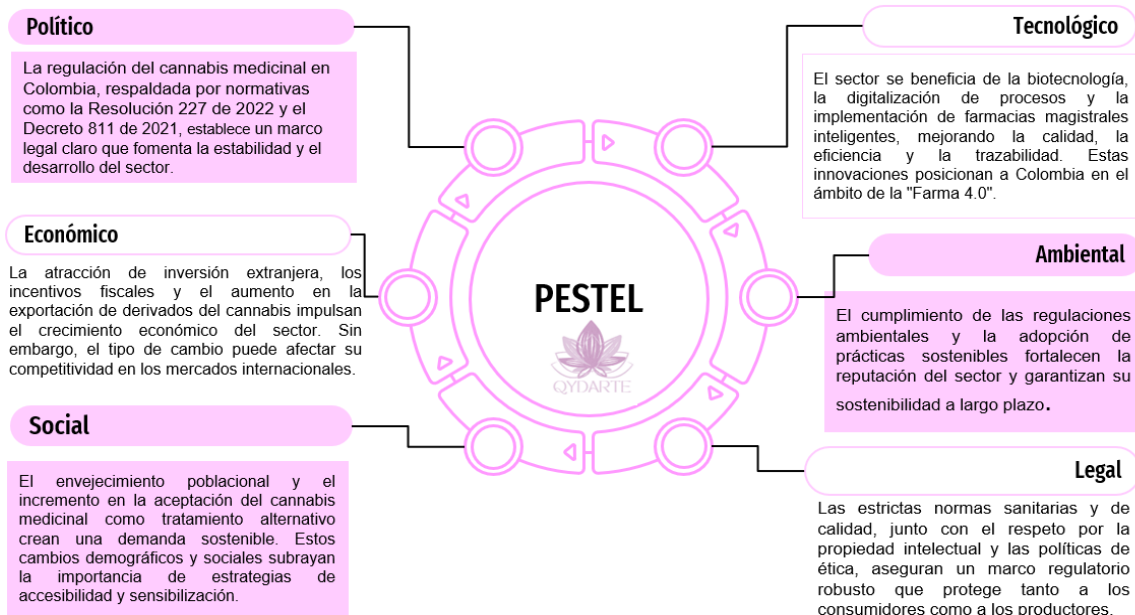 Político
La regulación del cannabis medicinal en
Colombia, respaldada por normativas
como la Resolución 227 de 2022 y el
Decreto 811 de 2021, establece un marco
legal claro que fomenta la estabilidad y el
desarrollo del sector.
Económico
La atracción de inversión extranjera, los
incentivos fiscales y el aumento en la
exportación de derivados del cannabis impulsan
el crecimiento económico del sector. Sin
embargo, el tipo de cambio puede afectar su
competitividad en los mercados internacionales.
Social
El envejecimiento poblacional y el
incremento en la aceptación del cannabis
medicinal como tratamiento alternativo
crean una demanda sostenible. Estos
cambios demográficos y sociales subrayan
la importancia de estrategias de
accesibilidad y sensibilización.
PESTEL
QYDARTE
Tecnológico
El sector se beneficia de la biotecnología,
la digitalización de procesos y la
implementación de farmacias magistrales
inteligentes, mejorando la calidad, la
eficiencia y la trazabilidad. Estas
innovaciones posicionan a Colombia en el
ámbito de la "Farma 4.0".
Ambiental
El cumplimiento de las regulaciones
ambientales y la adopción de
prácticas sostenibles fortalecen la
reputación del sector y garantizan su
sostenibilidad a largo plazo.
Legal
Las estrictas normas sanitarias y de
calidad, junto con el respeto por la
propiedad intelectual y las políticas de
ética, aseguran un marco regulatorio
robusto que protege tanto a los
consumidores como a los productores.